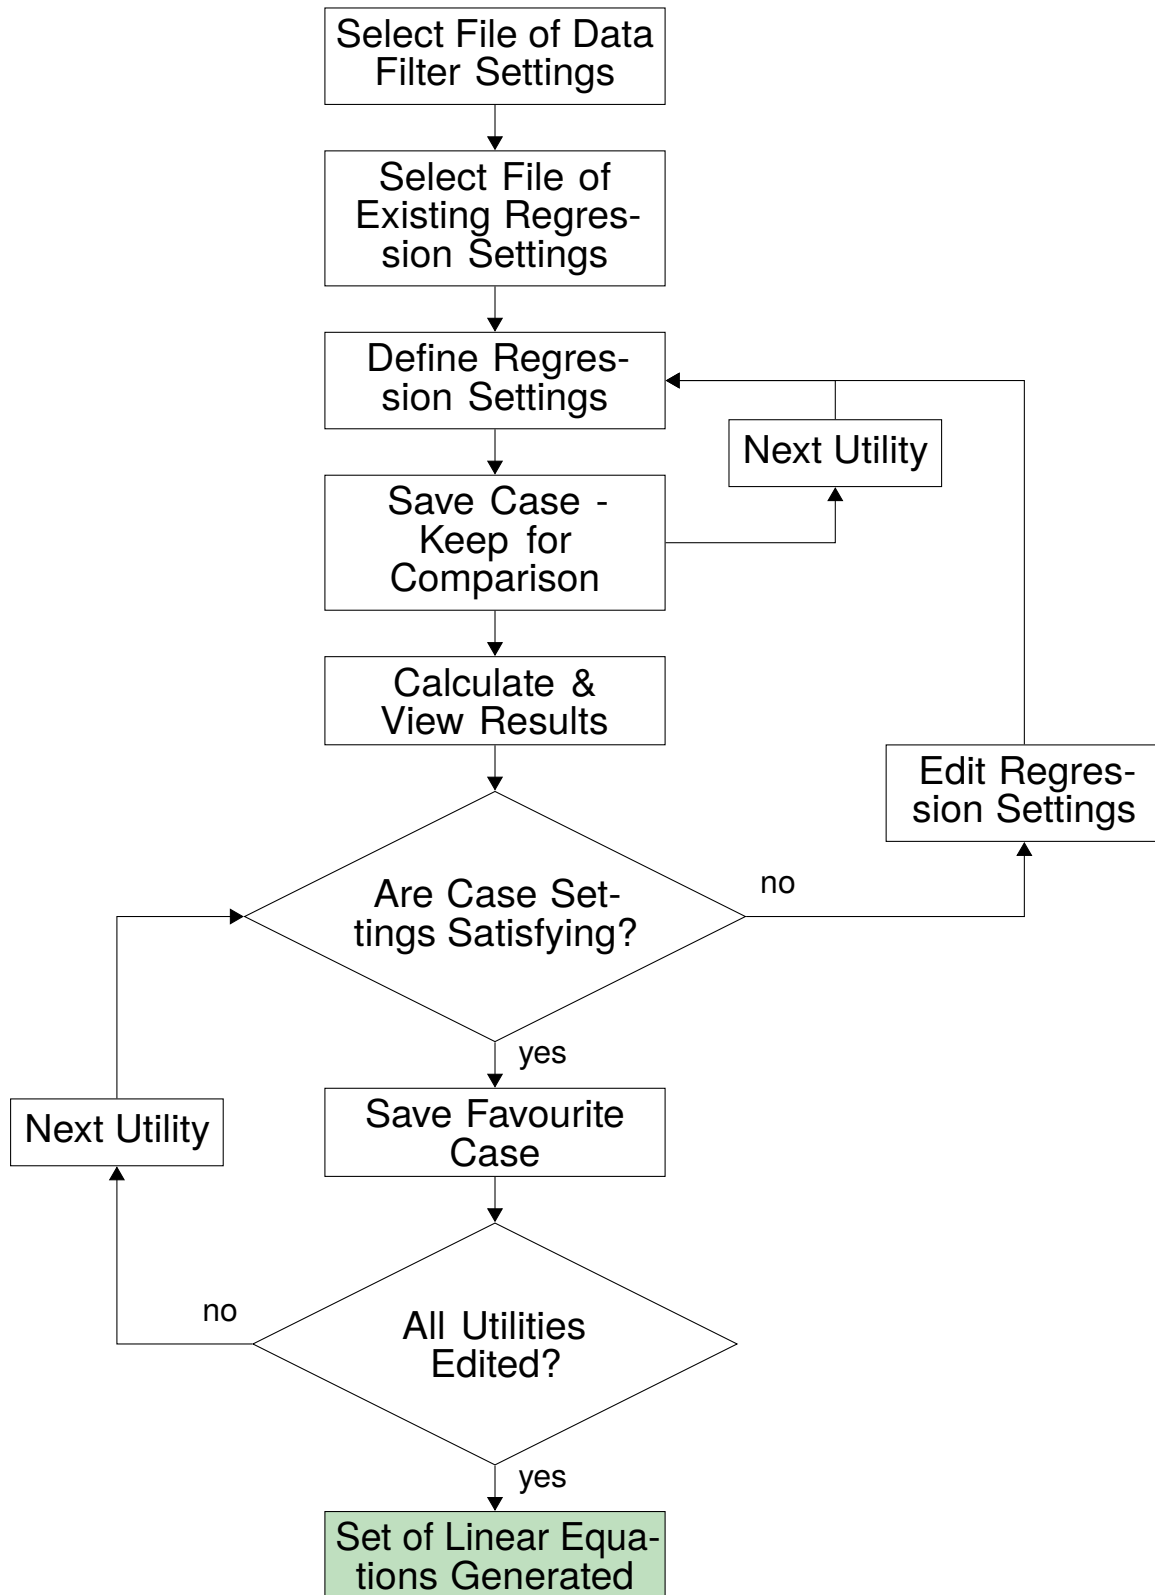 Select File of Data
Filter Settings
Select File of
Existing Regres-
sion Settings
Define Regres-
sion Settings
Next Utility
Save Case -
Keep for
Comparison
Calculate &
View Results
Edit Regres-
sion Settings
Are Case Set-
tings Satisfying?
no
yes
Save Favourite
Case
Next Utility
no
All Utilities
Edited?
yes
Set of Linear Equa-
tions Generated